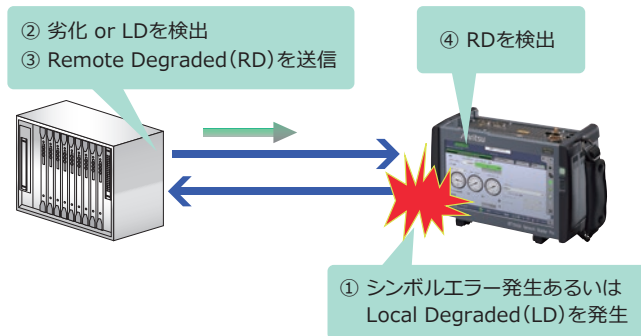 ② 劣化 or LDを検出
③ Remote Degraded(RD)を送信
④ RDを検出
Anritsu
① シンボルエラー発生あるいは
Local Degraded(LD)を発生